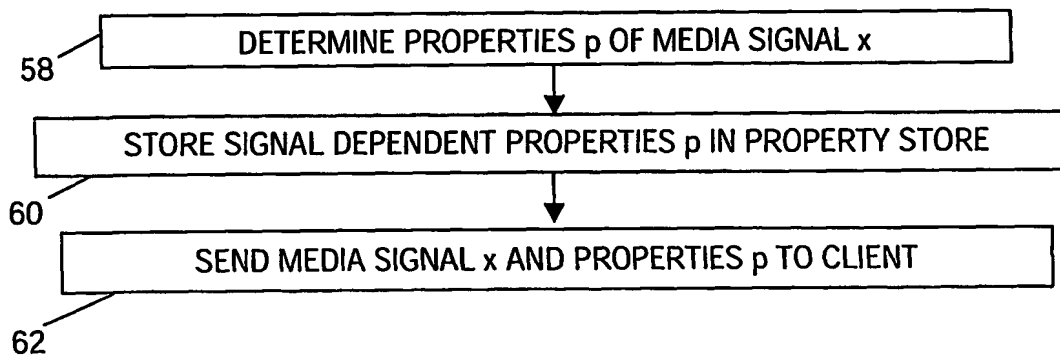 DETERMINE PROPERTIES p OF MEDIA SIGNAL x
58
STORE SIGNAL DEPENDENT PROPERTIES p IN PROPERTY STORE
60
SEND MEDIA SIGNAL x AND PROPERTIES p TO CLIENT
62